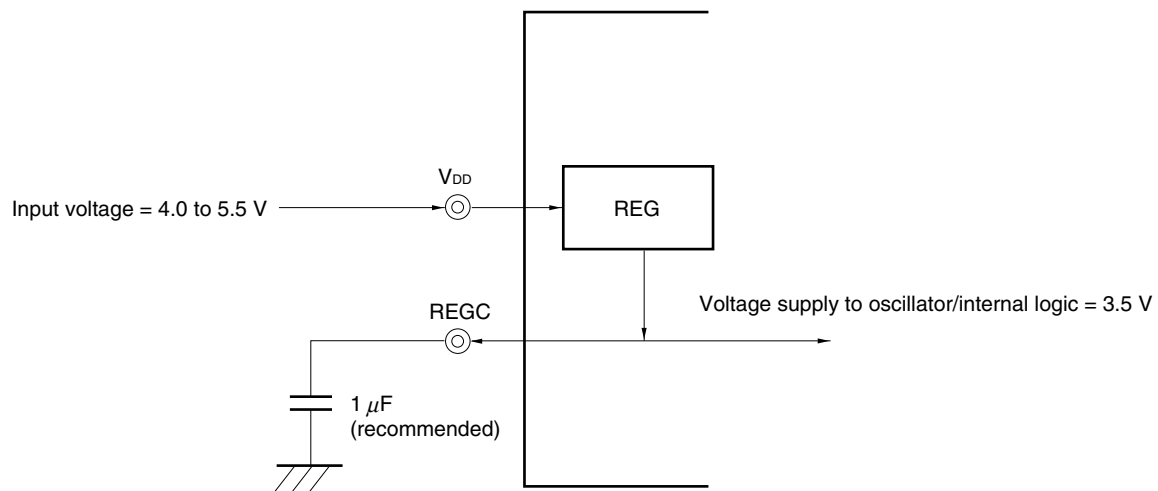 VDD
Input voltage = 4.0 to 5.5 V
REG
REGC
Voltage supply to oscillator/internal logic = 3.5 V
1 μF
(recommended)